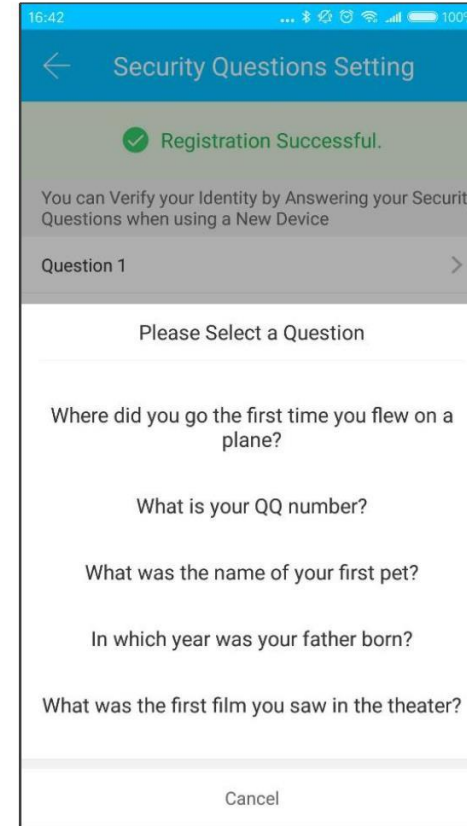 16:42 ... 100%
Security Questions Setting
Registration Successful.
You can Verify your Identity by Answering your Securit
Questions when using a New Device
Question 1
Please Select a Question
Where did you go the first time you flew on a
plane?
What is your QQ number?
What was the name of your first pet?
In which year was your father born?
What was the first film you saw in the theater?
Cancel